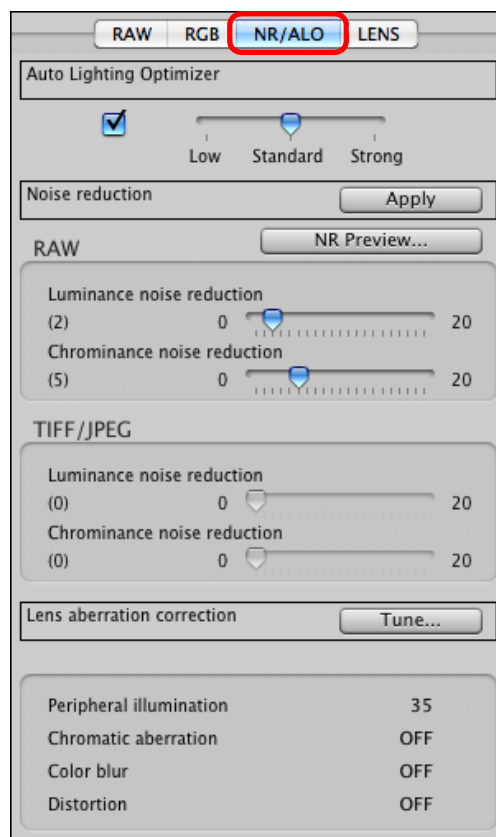 RAW RGB NR/ALO LENS
Auto Lighting Optimizer
Low Standard Strong
Noise reduction Apply
RAW NR Preview...
Luminance noise reduction
(2) 0 20
Chrominance noise reduction
(5) 0 20
TIFF/JPEG
Luminance noise reduction
(0) 0 20
Chrominance noise reduction
(0) 0 20
Lens aberration correction Tune...
Peripheral illumination 35
Chromatic aberration OFF
Color blur OFF
Distortion OFF